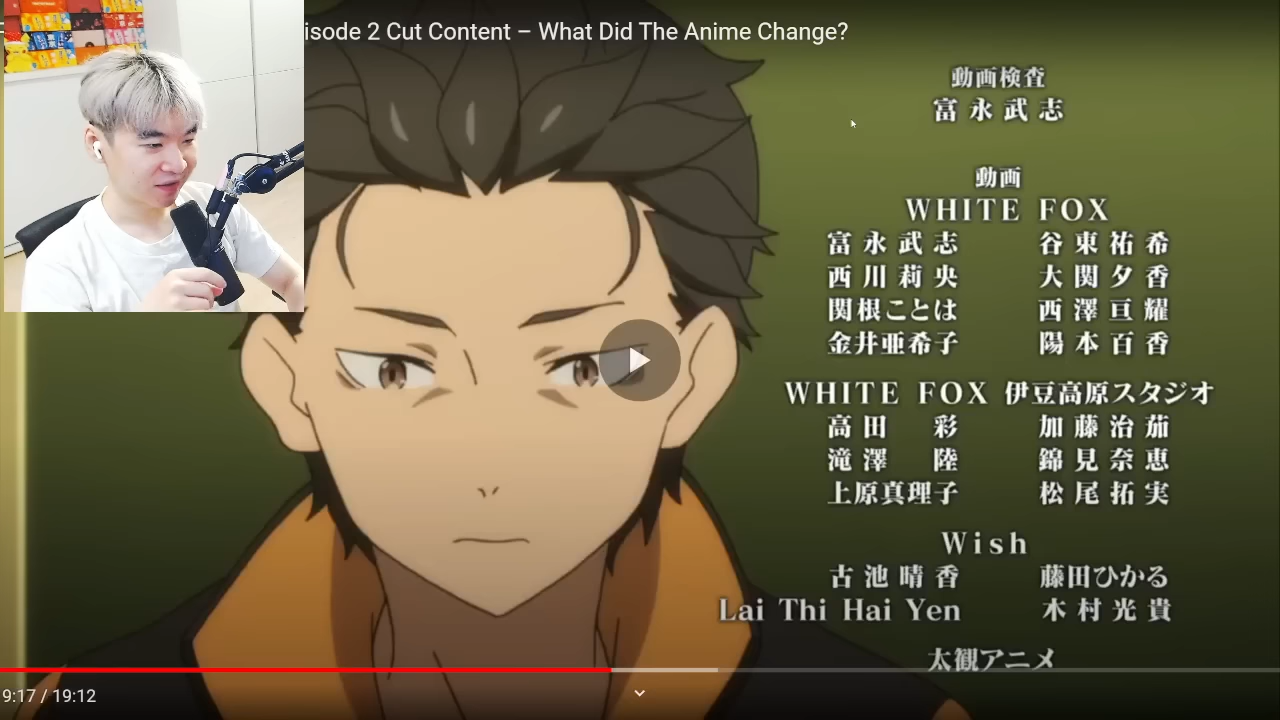 isode 2 Cut Content – What Did The Anime Change?
動画検査
富永武志
動画
WHITE FOX
富永武志 谷東祐希
西川莉央 大関夕香
関根ことは 西澤亘耀
金井亜希子 陽本百香
WHITE FOX 伊豆高原スタジオ
高田 彩 加藤治茄
滝澤 陸 錦見奈恵
上原真理子 松尾拓実
Wish
古池晴香 藤田ひかる
Lai Thi Hai Yen 木村光貴
太観アニメ
9:17 / 19:12